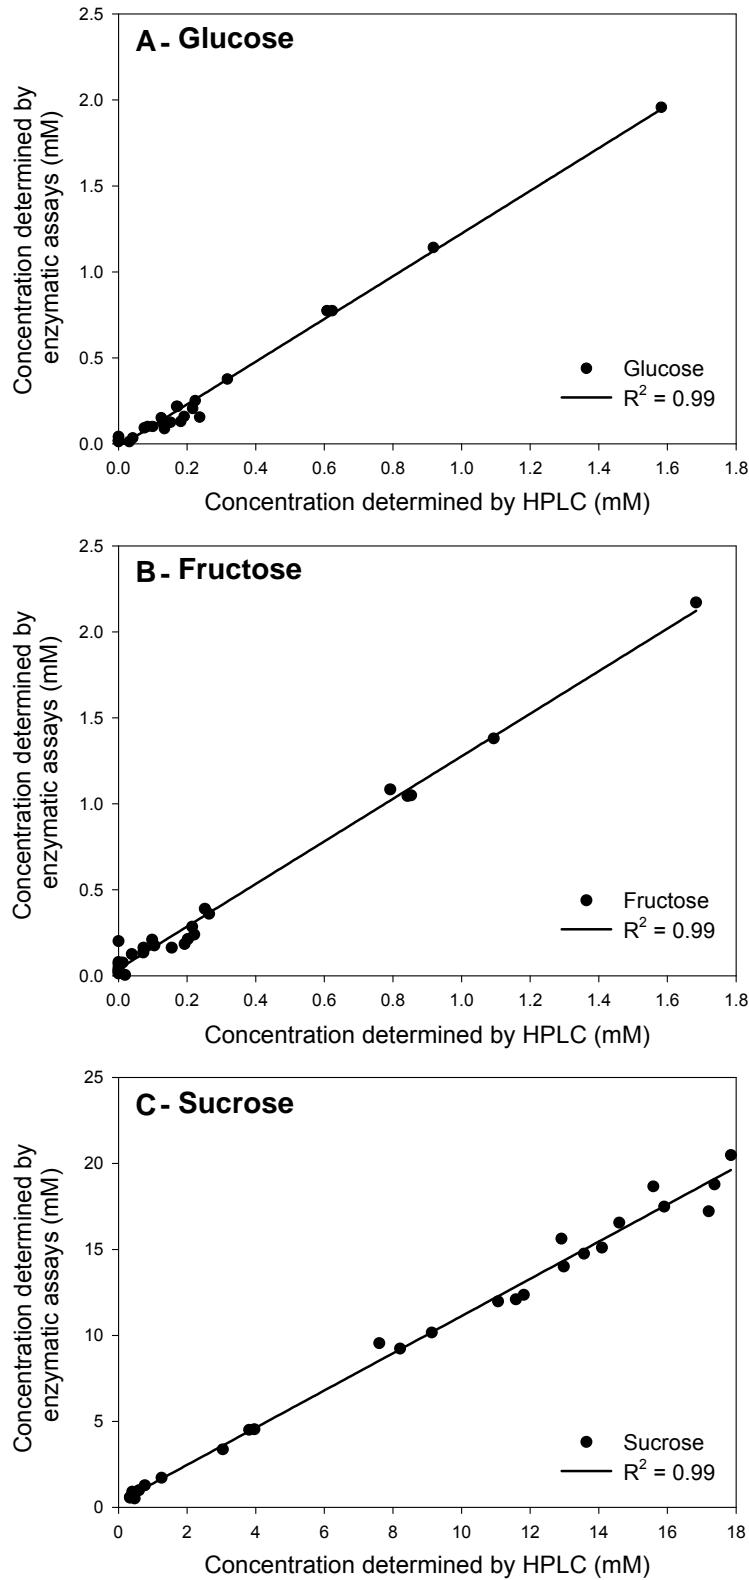 A - Glucose
Concentration determined by
enzymatic assays (mM)
2.5
2.0
1.5
1.0
0.5
0.0
Glucose
R² = 0.99
0.0 0.2 0.4 0.6 0.8 1.0 1.2 1.4 1.6 1.8
Concentration determined by HPLC (mM)
B - Fructose
Concentration determined by
enzymatic assays (mM)
2.5
2.0
1.5
1.0
0.5
0.0
Fructose
R² = 0.99
0.0 0.2 0.4 0.6 0.8 1.0 1.2 1.4 1.6 1.8
Concentration determined by HPLC (mM)
C - Sucrose
Concentration determined by
enzymatic assays (mM)
25
20
15
10
5
0
Sucrose
R² = 0.99
0 2 4 6 8 10 12 14 16 18
Concentration determined by HPLC (mM)